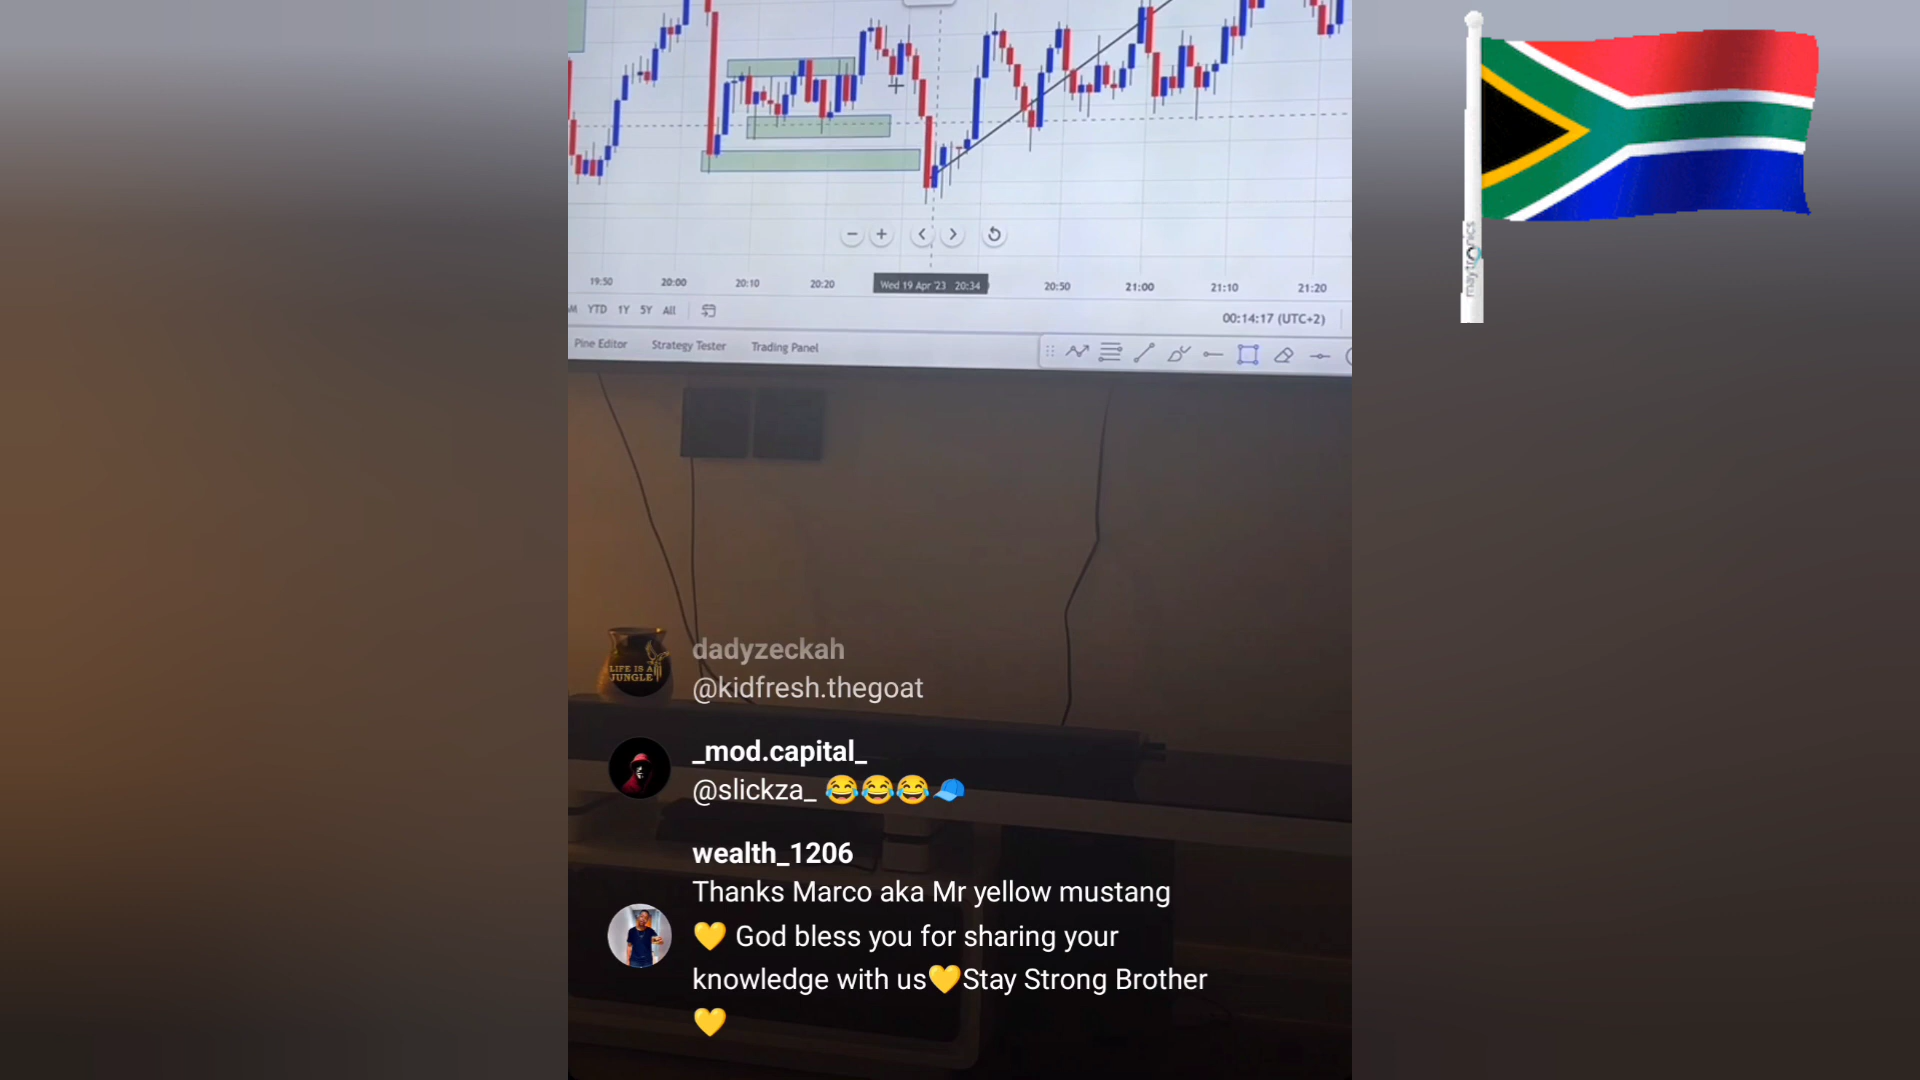 19:50 20:00 20:10 20:20 Wed 19 Apr '23 20:34 20:50 21:00 21:10 21:20
YTD 1Y 5Y All
00:14:17 (UTC+2)
Pine Editor Strategy Tester Trading Panel
maytronics
LIFE IS A
JUNGLE
dadyzeckah
@kidfresh.thegoat
_mod.capital_
@slickza_ 😂😂😂🧢
wealth_1206
Thanks Marco aka Mr yellow mustang
💛 God bless you for sharing your
knowledge with us💛Stay Strong Brother
💛